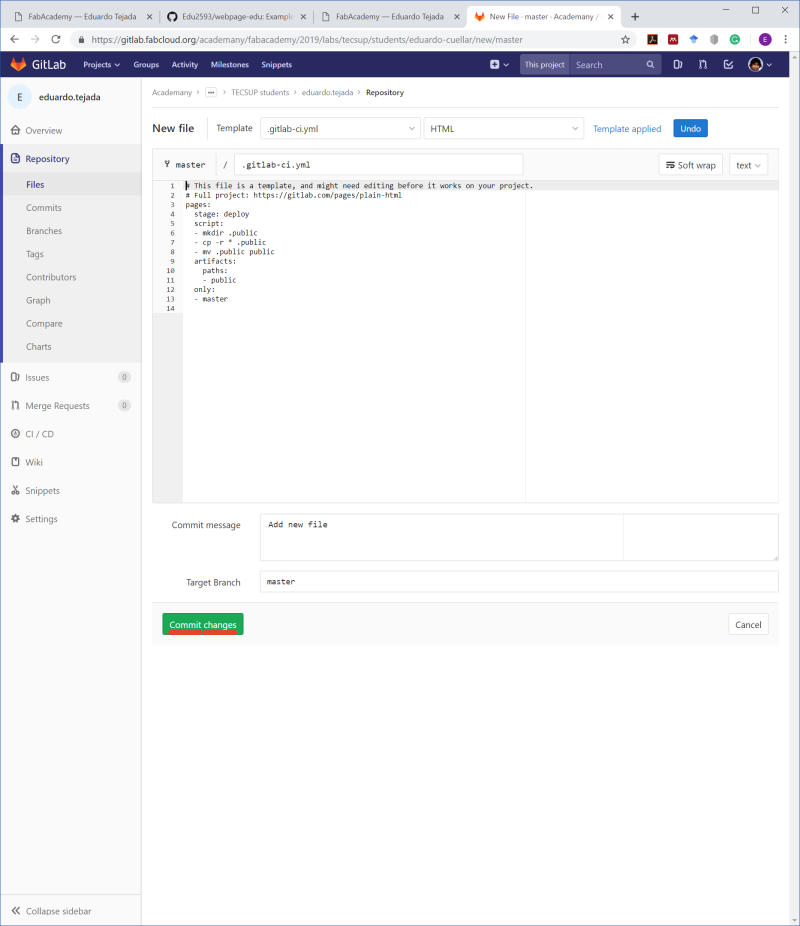 FabAcademy — Eduardo Tejada
Edu2593/webpage-edu: Example
FabAcademy — Eduardo Tejada
New File · master · Academany /
https://gitlab.fabcloud.org/academany/fabacademy/2019/labs/tecsup/students/eduardo-cuellar/new/master
E
GitLab
Projects
Groups
Activity
Milestones
Snippets
This project
Search
E
eduardo.tejada
Overview
Repository
Files
Commits
Branches
Tags
Contributors
Graph
Compare
Charts
Issues
0
Merge Requests
0
CI / CD
Wiki
Snippets
Settings
Collapse sidebar
Academany > ... > TECSUP students > eduardo.tejada > Repository
New file
Template
.gitlab-ci.yml
HTML
Template applied
Undo
master
/
.gitlab-ci.yml
Soft wrap
text
1 # This file is a template, and might need editing before it works on your project.
2 # Full project: https://gitlab.com/pages/plain-html
3 pages:
4   stage: deploy
5   script:
6   - mkdir .public
7   - cp -r * .public
8   - mv .public public
9   artifacts:
10     paths:
11     - public
12   only:
13   - master
14
Commit message
Add new file
Target Branch
master
Commit changes
Cancel